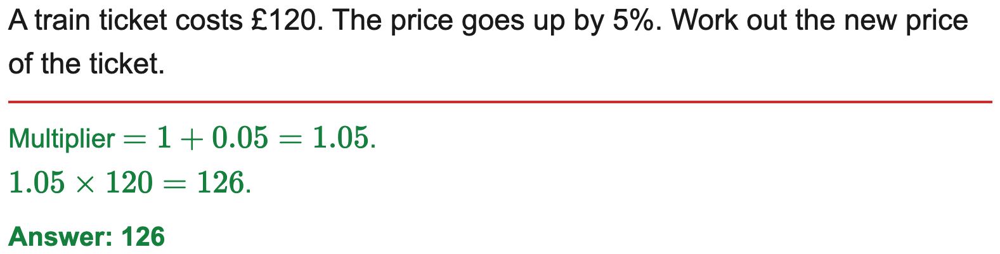 A train ticket costs £120. The price goes up by 5%. Work out the new price
of the ticket.
Multiplier = 1 + 0.05 = 1.05.
1.05 × 120 = 126.
Answer: 126